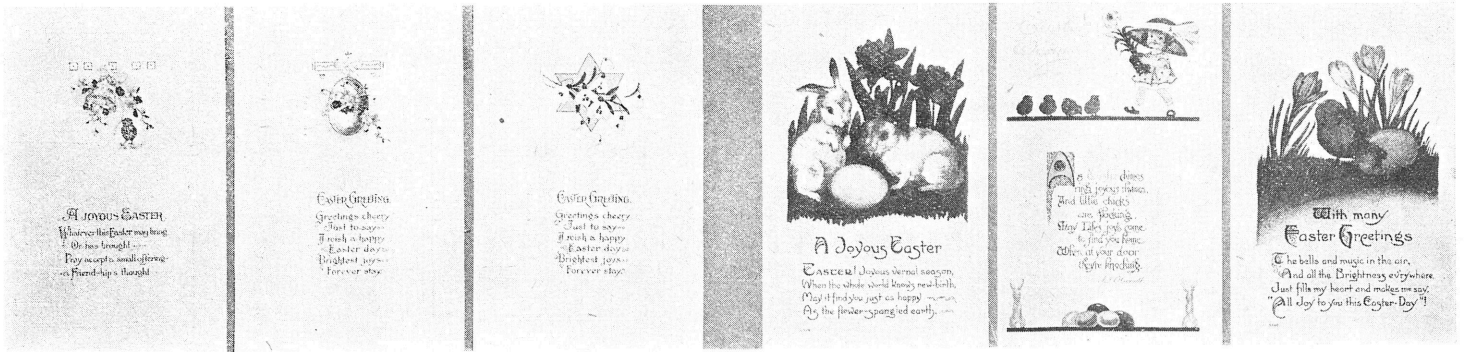 A JOYOUS EASTER
Whatever this Easter may bring
Or has brought
Pray accept a small offering
a Friendship's thought
EASTER GREETING.
Greetings cheery
Just to say
I wish a happy
Easter day
Brightest joys
Forever stay.
EASTER GREETING.
Greetings cheery
Just to say
I wish a happy
Easter day
Brightest joys
Forever stay.
A Joyous Easter
EASTER! Joyous vernal season,
When the whole world knows new-birth,
May it find you just as happy
As the flower-spangled earth.
As chimes
ring joyous
And little chicks
are
May Easter joys come
to find you
When at your door
they're knocking.
With many
Easter Greetings
The bells and music in the air,
And all the Brightness ev'rywhere,
Just fills my heart and makes me say:
"All Joy to you this Easter-Day"!